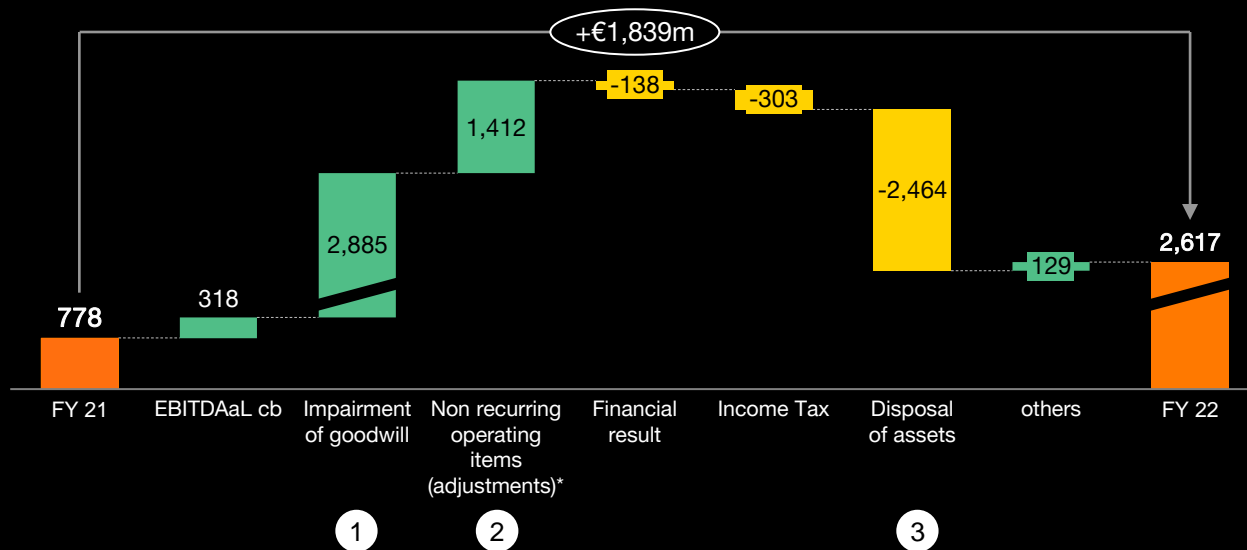 +€1,839m
-138
-303
1,412
-2,464
2,885
2,617
129
318
778
FY 21
EBITDAaL cb
Impairment
of goodwill
Non recurring
operating
items
(adjustments)*
Financial
result
Income Tax
Disposal
of assets
others
FY 22
1
2
3